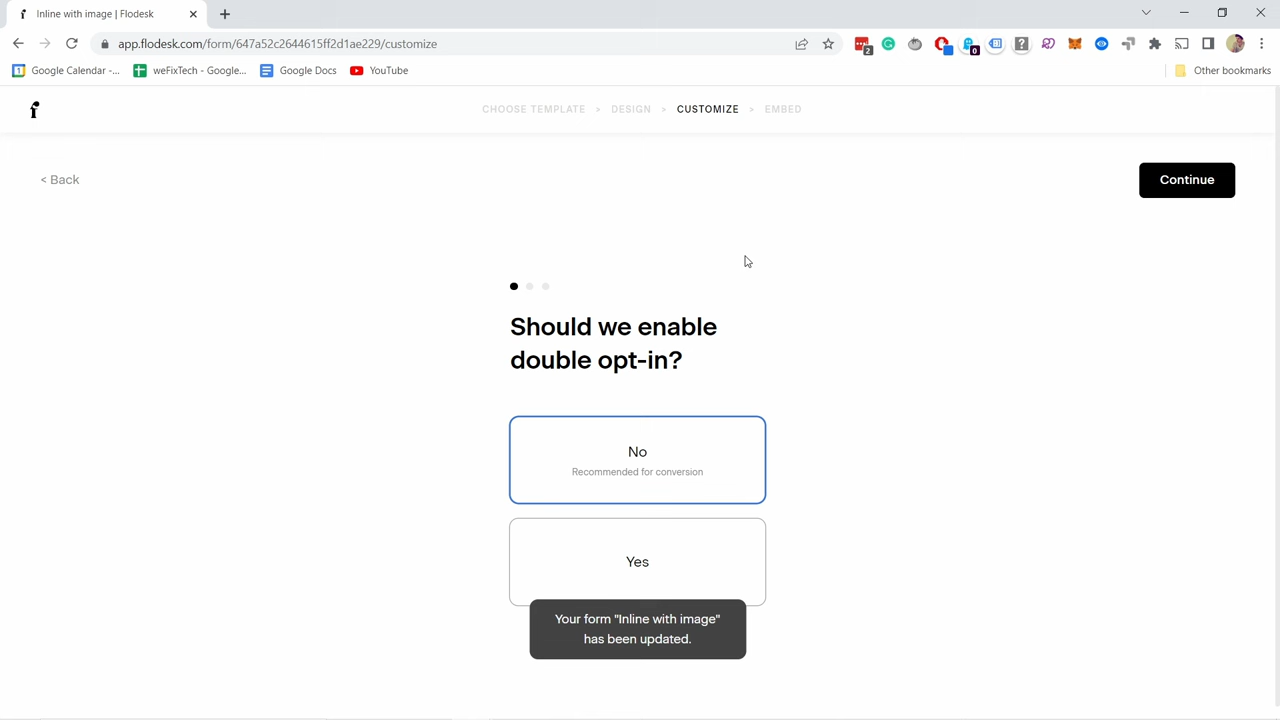 Inline with image | Flodesk
app.flodesk.com/form/647a52c2644615ff2d1ae229/customize
2
0
Google Calendar -...
weFixTech - Google...
Google Docs
YouTube
Other bookmarks
CHOOSE TEMPLATE > DESIGN > CUSTOMIZE > EMBED
< Back
Continue
Should we enable
double opt-in?
No
Recommended for conversion
Yes
Your form "Inline with image"
has been updated.